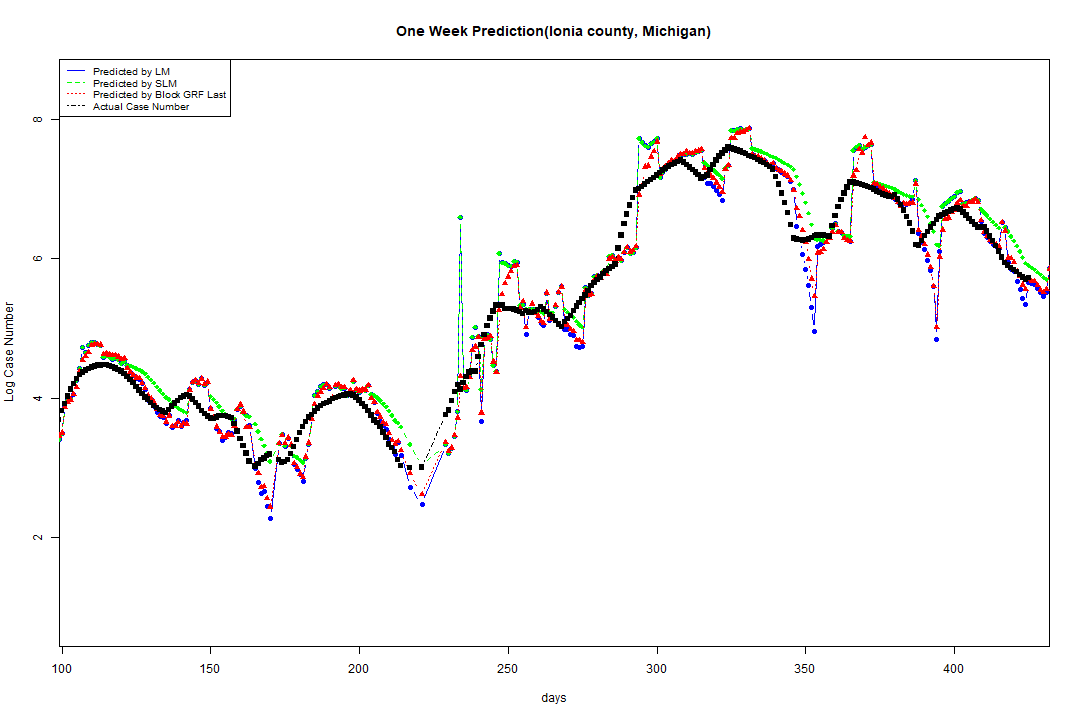 One Week Prediction(Ionia county, Michigan)
Predicted by LM
Predicted by SLM
Predicted by Block GRF Last
Actual Case Number
Log Case Number
8
6
4
2
100 150 200 250 300 350 400
days